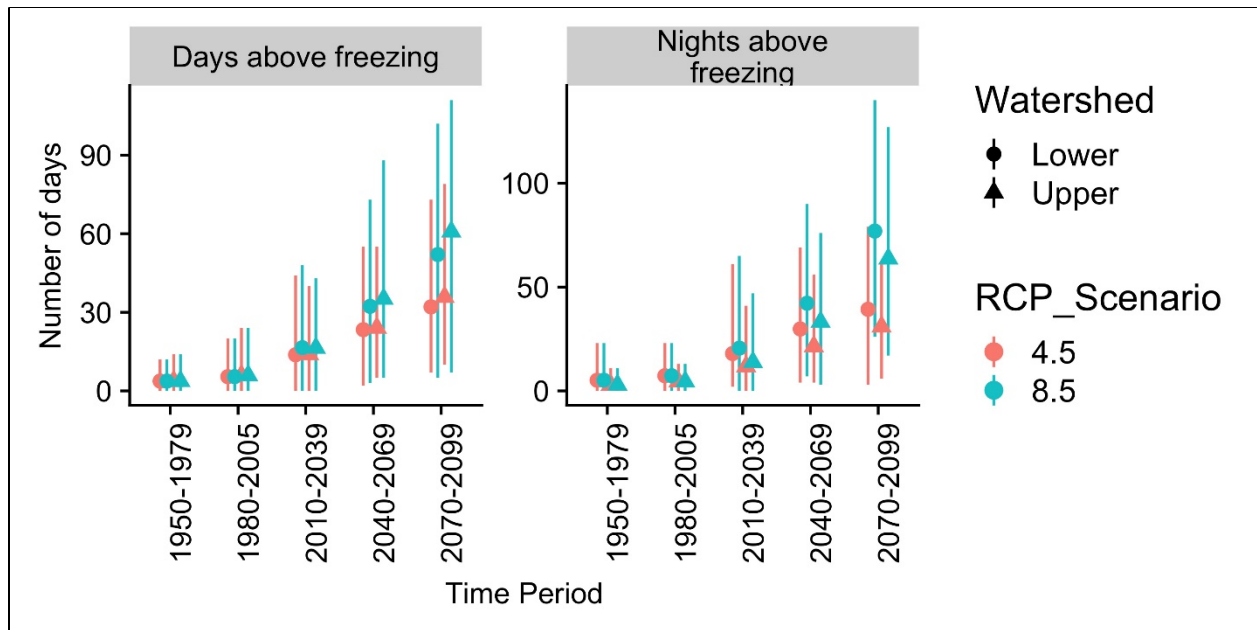 Days above freezing
Nights above
freezing
Number of days
90
60
30
0
100
50
0
1950-1979
1980-2005
2010-2039
2040-2069
2070-2099
1950-1979
1980-2005
2010-2039
2040-2069
2070-2099
Time Period
Watershed
Lower
Upper
RCP_Scenario
4.5
8.5